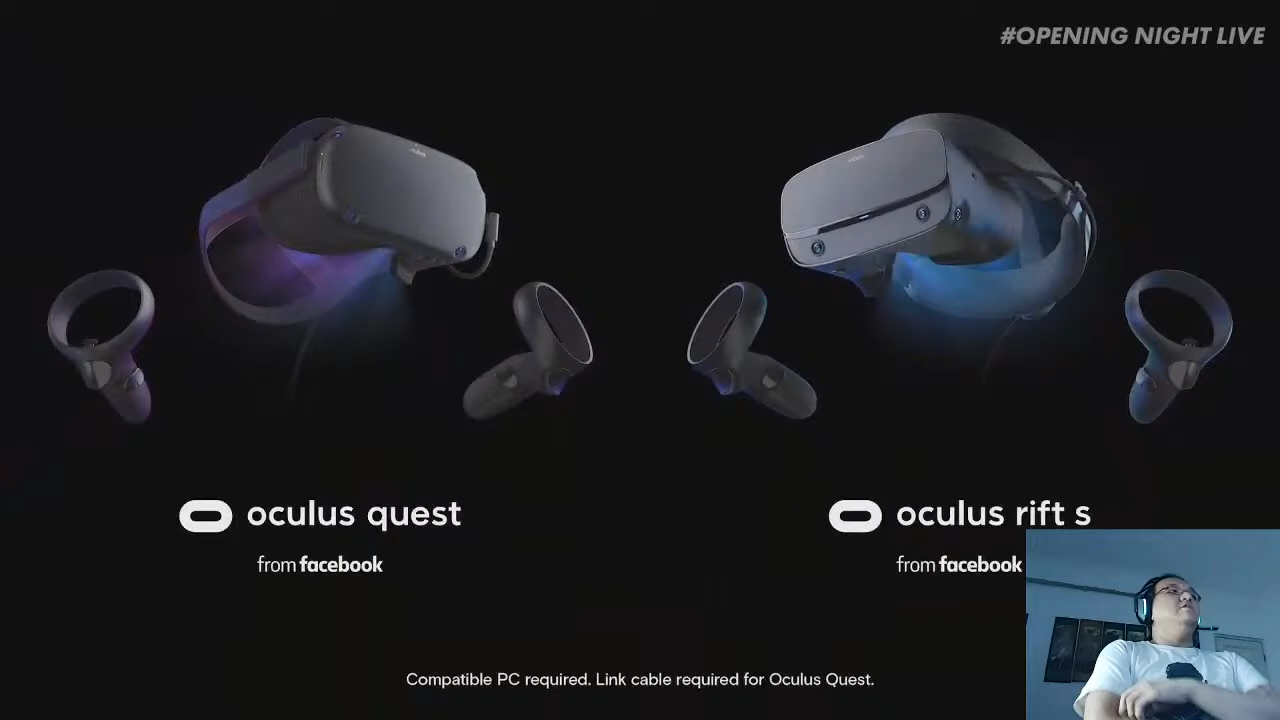 #OPENING NIGHT LIVE
oculus quest
from facebook
oculus rift s
from facebook
Compatible PC required. Link cable required for Oculus Quest.